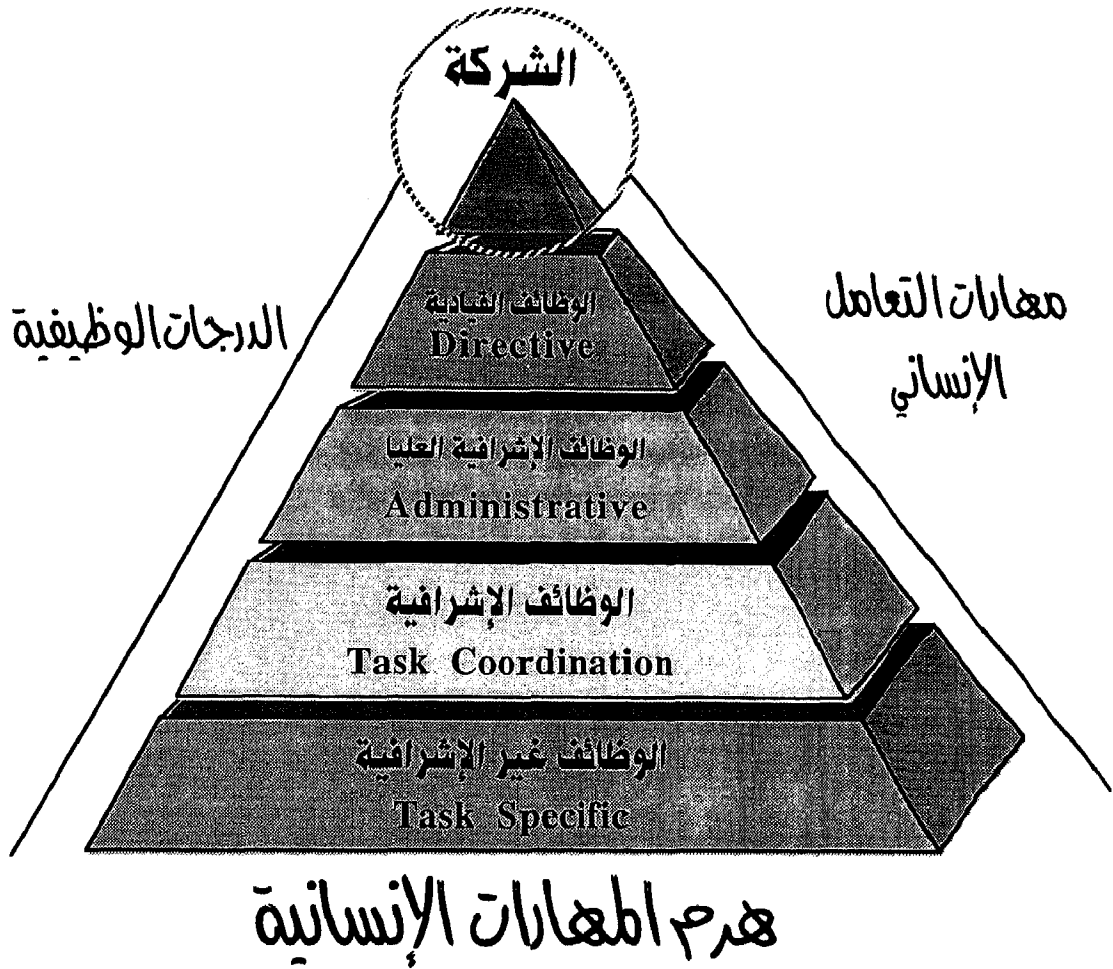 الشركة
الدرجات الوظيفية
مهارات التعامل
الإنساني
الوظائف القيادية
Directive
الوظائف الإشرافية العليا
Administrative
الوظائف الإشرافية
Task Coordination
الوظائف غير الإشرافية
Task Specific
هرم المهارات الإنسانية